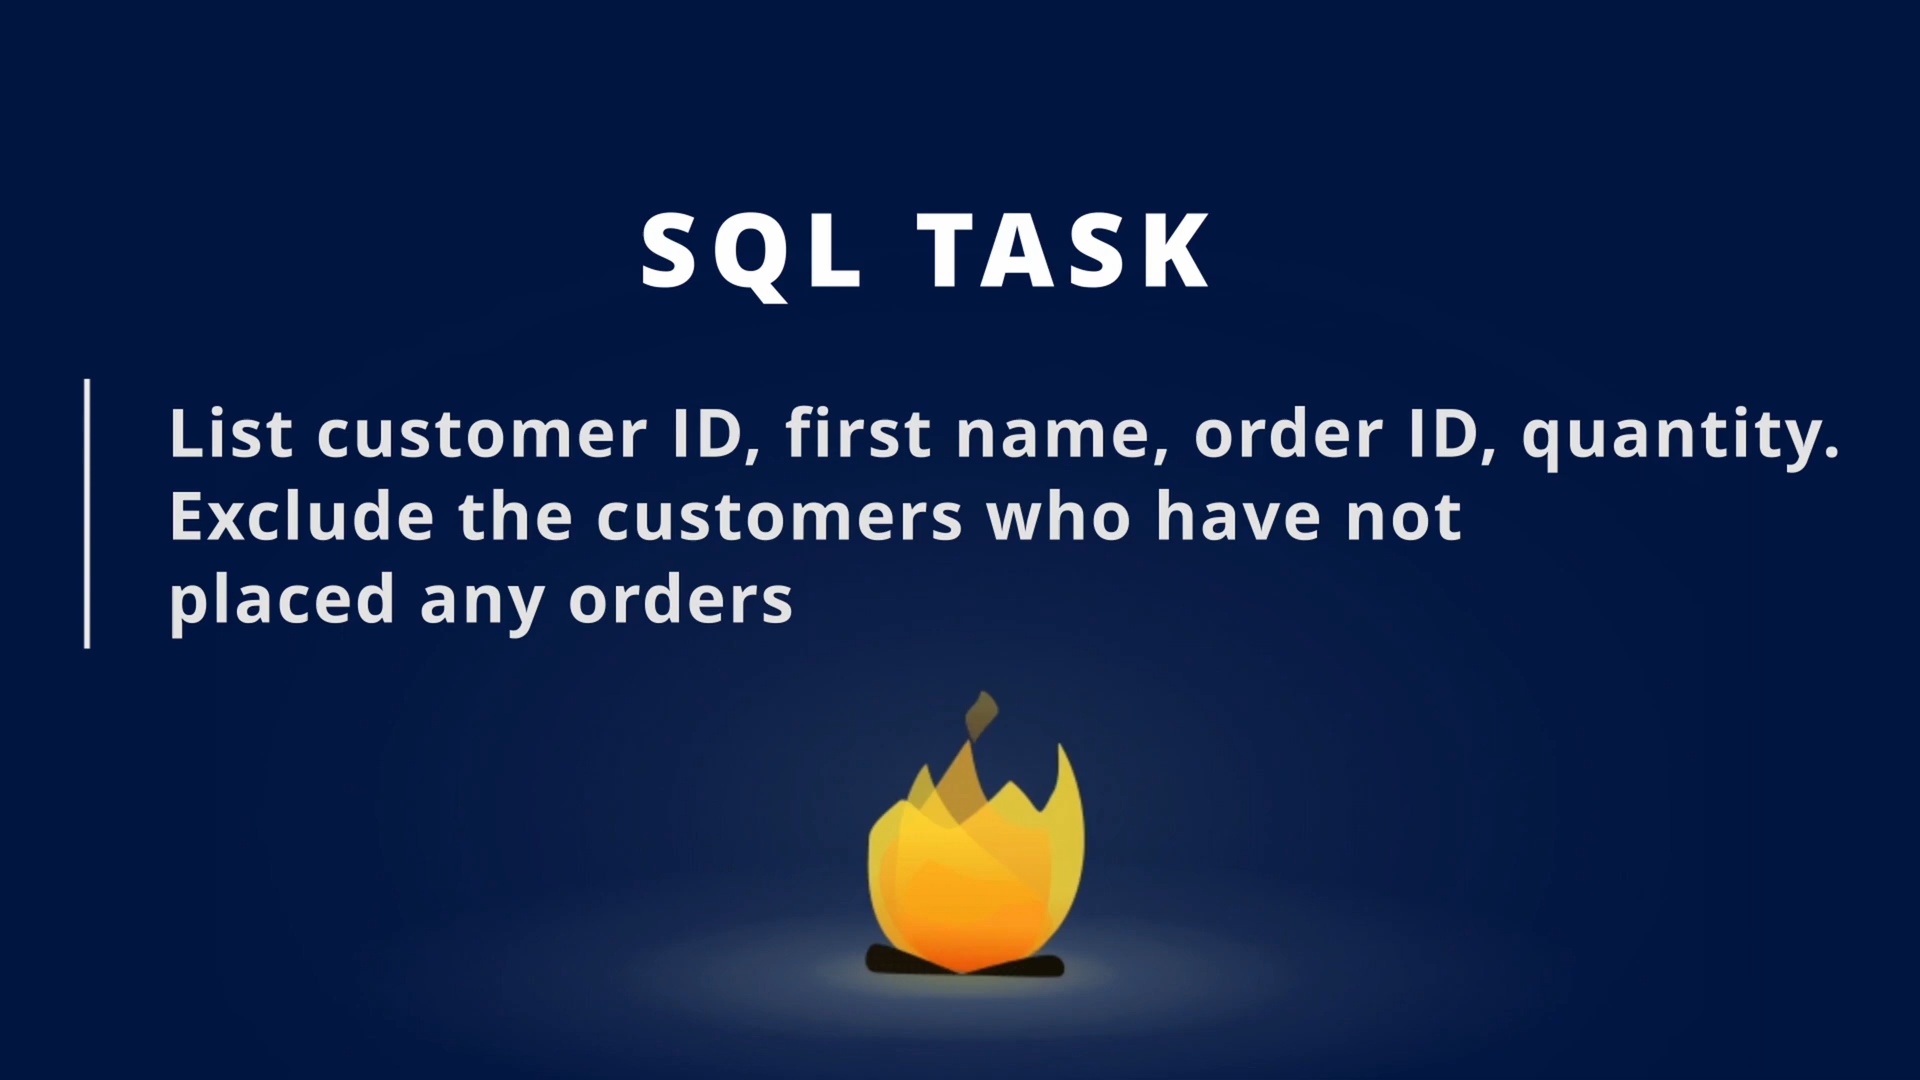 SQL TASK
List customer ID, first name, order ID, quantity.
Exclude the customers who have not
placed any orders